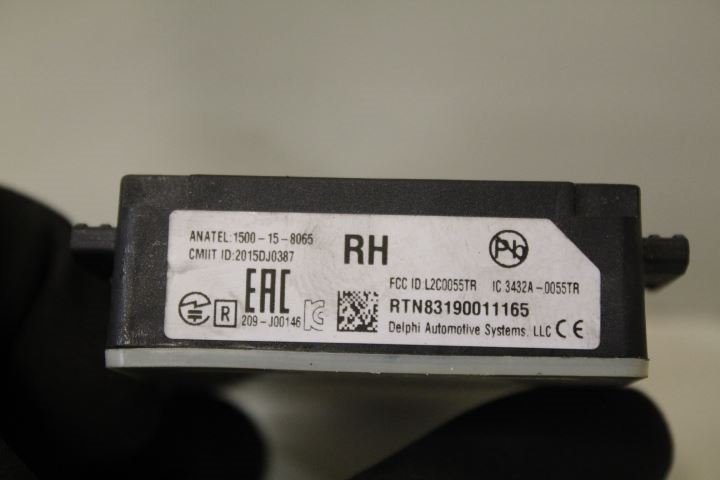 ANATEL:1500-15-8065
CMIIT ID:2015DJ0387
RH
Pb
FCC ID:L2C0055TR IC 3432A-0055TR
EAC
R
209-J00146
RTN83190011165
Delphi Automotive Systems, LLC CE